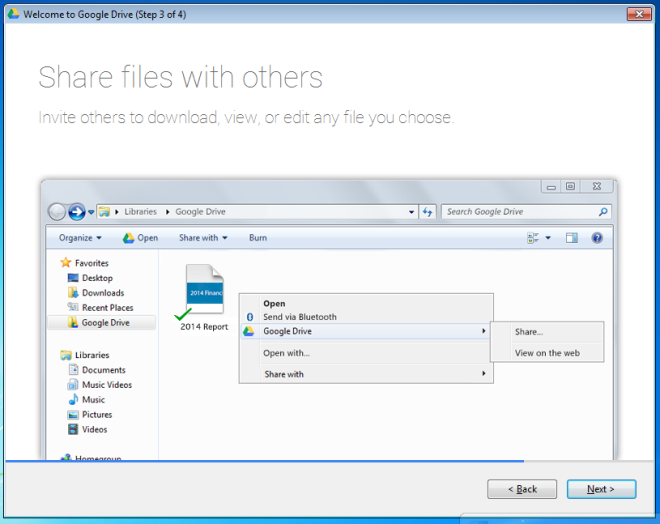 Welcome to Google Drive (Step 3 of 4)
Share files with others
Invite others to download, view, or edit any file you choose.
Libraries Google Drive
Search Google Drive
Organize Open Share with Burn
Favorites
Desktop
Downloads
Recent Places
Google Drive
Libraries
Documents
Music Videos
Music
Pictures
Videos
Homegroup
2014 Financ
2014 Report
Open
Send via Bluetooth
Google Drive
Open with...
Share with
Share...
View on the web
< Back Next >